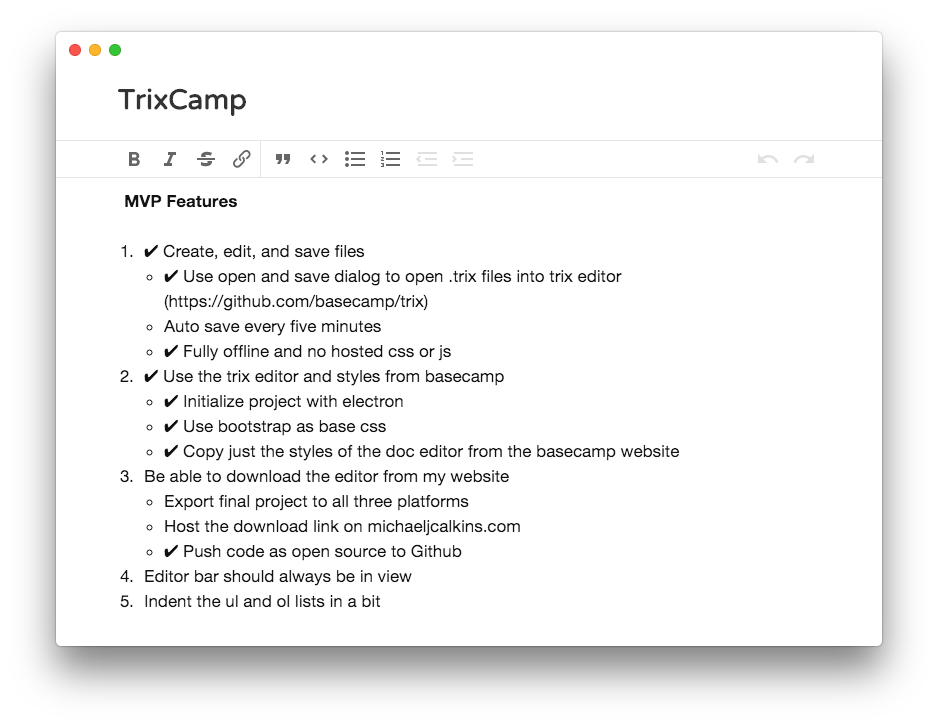 TrixCamp
MVP Features
1. ✔ Create, edit, and save files
◦ ✔ Use open and save dialog to open .trix files into trix editor
(https://github.com/basecamp/trix)
◦ Auto save every five minutes
◦ ✔ Fully offline and no hosted css or js
2. ✔ Use the trix editor and styles from basecamp
◦ ✔ Initialize project with electron
◦ ✔ Use bootstrap as base css
◦ ✔ Copy just the styles of the doc editor from the basecamp website
3. Be able to download the editor from my website
◦ Export final project to all three platforms
◦ Host the download link on michaeljcalkins.com
◦ ✔ Push code as open source to Github
4. Editor bar should always be in view
5. Indent the ul and ol lists in a bit